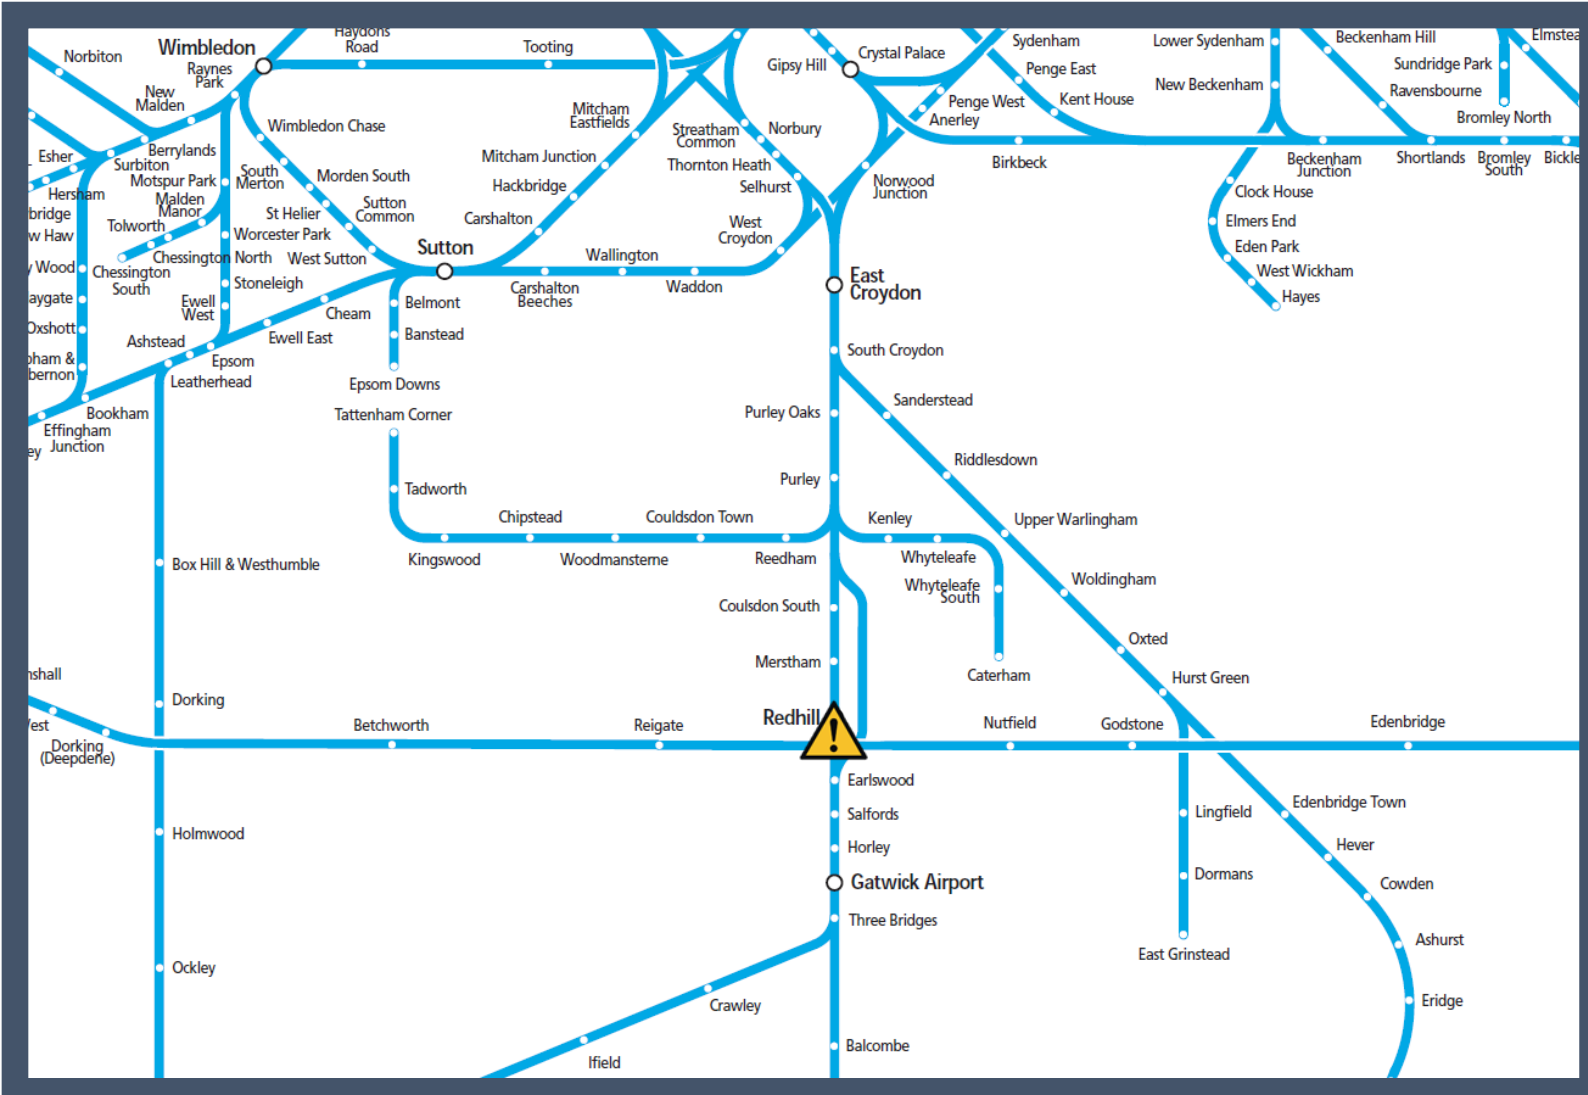 Haydons
Road
Wimbledon
Tooting
Norbiton
Raynes
Park
New
Malden
Gipsy Hill
Crystal Palace
Sydenham
Penge East
Kent House
Penge West
Anerley
Lower Sydenham
New Beckenham
Beckenham Hill
Elmstea
Sundridge Park
Ravensbourne
Bromley North
Wimbledon Chase
Mitcham
Eastfields
Streatham
Common
Norbury
Mitcham Junction
Thornton Heath
Selhurst
Birkbeck
Beckenham
Junction
Shortlands
Bromley
South
Bickle
Esher
Berrylands
Surbiton
Hersham
Motspur Park
South
Merton
Morden South
Hackbridge
Norwood
Junction
Clock House
Malden
Manor
St Helier
Sutton
Common
Carshalton
West
Croydon
Elmers End
bridge
Tolworth
w Haw
Worcester Park
Sutton
Eden Park
Chessington North
West Sutton
Wallington
y Wood
Chessington
South
West Wickham
Stoneleigh
Carshalton
Beeches
Waddon
East
Croydon
Hayes
aygate
Ewell
West
Belmont
Cheam
Oxshott
Ashstead
Ewell East
Banstead
South Croydon
ham &
bernon
Epsom
Leatherhead
Epsom Downs
Bookham
Tattenham Corner
Sanderstead
Purley Oaks
Effingham
Junction
ey
Riddlesdown
Tadworth
Purley
Chipstead
Couldsdon Town
Kenley
Upper Warlingham
Kingswood
Woodmansterne
Reedham
Whyteleafe
Box Hill & Westhumble
Woldingham
Whyteleafe
South
Coulsdon South
Oxted
Merstham
Caterham
Hurst Green
nshall
Dorking
Redhill
!
Betchworth
Reigate
Nutfield
Godstone
Edenbridge
est
Dorking
(Deepdene)
Earlswood
Salfords
Horley
Lingfield
Edenbridge Town
Holmwood
Hever
Gatwick Airport
Dormans
Cowden
Three Bridges
Ashurst
East Grinstead
Ockley
Crawley
Eridge
Balcombe
Ifield